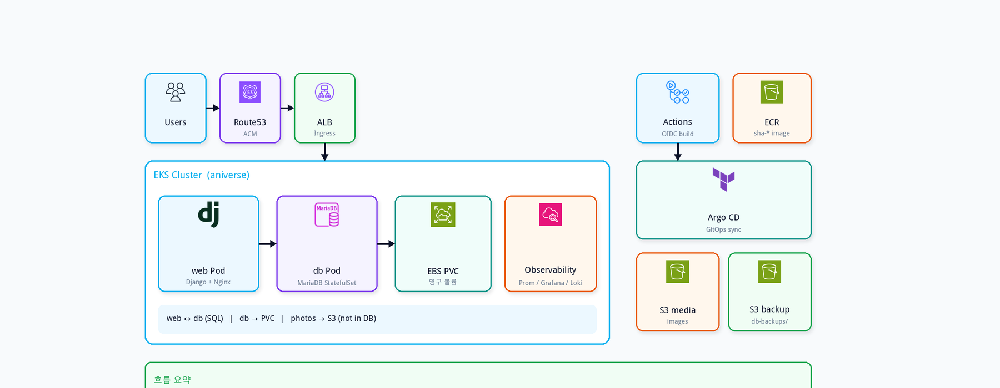 53
Users
Route53
ACM
ALB
Ingress
Actions
OIDC build
ECR
sha-* image
EKS Cluster (aniverse)
dj
web Pod
Django + Nginx
MariaDB
db Pod
MariaDB StatefulSet
EBS PVC
영구 볼륨
Observability
Prom / Grafana / Loki
web ↔ db (SQL) | db → PVC | photos → S3 (not in DB)
Argo CD
GitOps sync
S3 media
images
S3 backup
db-backups/
흐름 요약